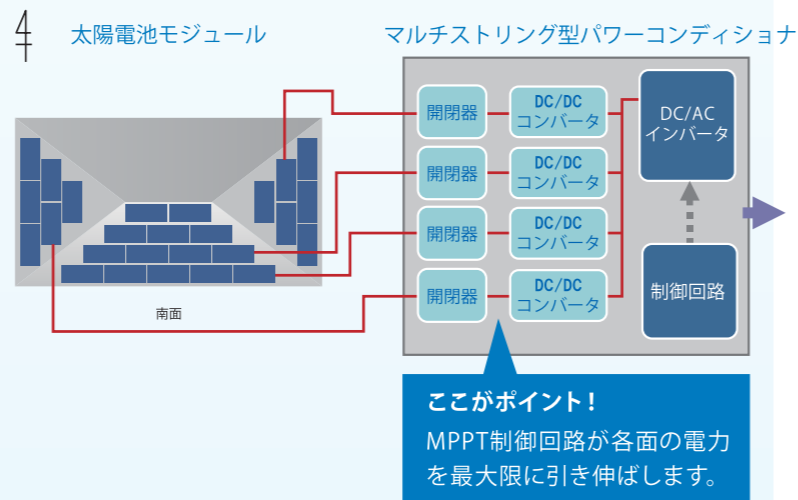 太陽電池モジュール
マルチストリング型パワーコンディショナ
開閉器
DC/DC
コンバータ
開閉器
DC/DC
コンバータ
開閉器
DC/DC
コンバータ
開閉器
DC/DC
コンバータ
DC/AC
インバータ
制御回路
南面
ここがポイント!
MPPT制御回路が各面の電力
を最大限に引き伸ばします。